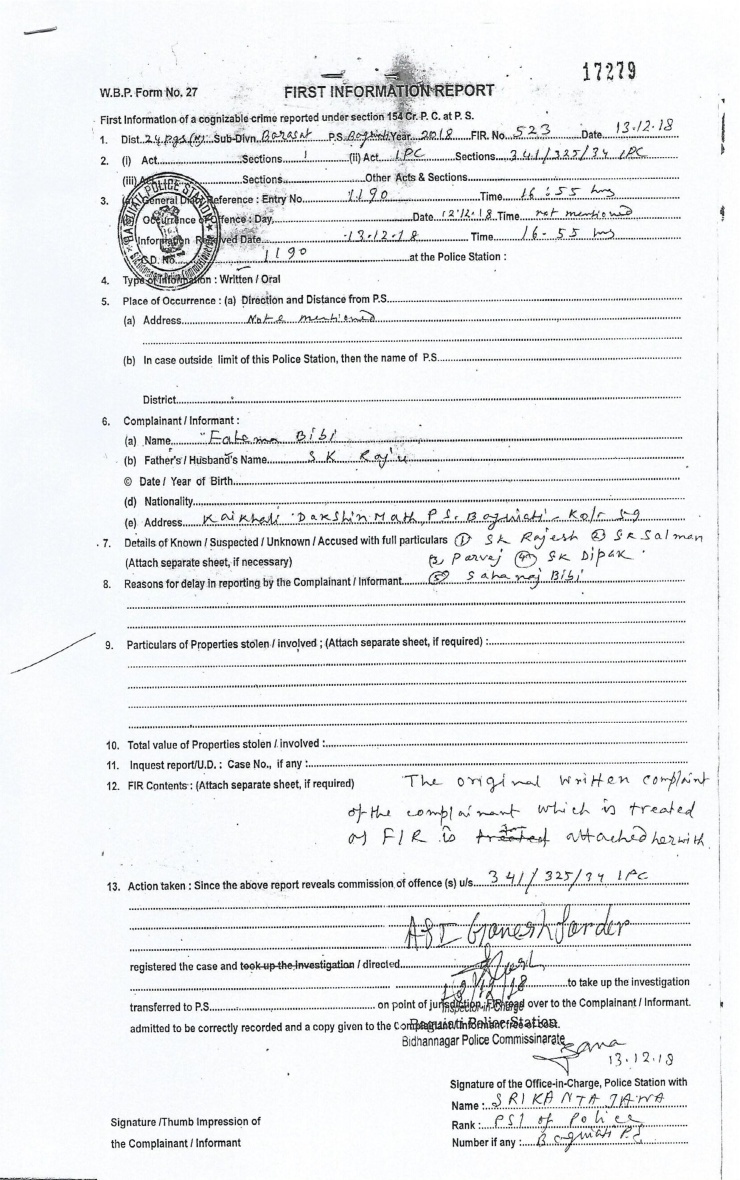 17279
W.B.P. Form No. 27
FIRST INFORMATION REPORT
First Information of a cognizable crime reported under section 154 Cr. P. C. at P. S.
1. Dist. 24 Pgs (N) Sub-Divn. Barasat P.S. Baguiati Year 2018 FIR. No. 523 Date 13.12.18
2. (i) Act. Sections (ii) Act. IPC Sections 341/325/34 IPC
(iii) Act Sections Other Acts & Sections
3. General Diary Reference : Entry No. 1190 Time 16:55 hrs
Occurrence of Offence : Day, Date 12.12.18 Time not mentioned
Information Received Date 13.12.18 Time 16-55 hrs
G.D. No. 1190 at the Police Station :
4. Type of Information : Written / Oral
5. Place of Occurrence : (a) Direction and Distance from P.S.
(a) Address Note mentioned
(b) In case outside limit of this Police Station, then the name of P.S.
District
6. Complainant / Informant :
(a) Name Fatema Bibi
(b) Father's / Husband's Name SK Raju
© Date / Year of Birth
(d) Nationality
(e) Address Kaikhali Dakshin Math, P.S. Baguiati - Kol- 59
7. Details of Known / Suspected / Unknown / Accused with full particulars ① SK Rajesh ② SK Salman
(Attach separate sheet, if necessary) 3 Parvej ④ SK Dipak
8. Reasons for delay in reporting by the Complainant / Informant ⑤ Sahanaj Bibi
9. Particulars of Properties stolen / involved ; (Attach separate sheet, if required) :
10. Total value of Properties stolen / involved :
11. Inquest report/U.D. : Case No., if any :
12. FIR Contents : (Attach separate sheet, if required) The original written complaint
of the complainant which is treated
as FIR is attached herwith.
13. Action taken : Since the above report reveals commission of offence (s) u/s. 341/325/34 IPC
ASI Ganesh Sarder
registered the case and took up the investigation / directed
13/12/18 to take up the investigation
Inspector-in-Charge
transferred to P.S. on point of jurisdiction. FIR read over to the Complainant / Informant.
admitted to be correctly recorded and a copy given to the Complainant / Informant free of cost.
Baguiati Police Station
Bidhannagar Police Commissinarate
13.12.18
Signature of the Office-in-Charge, Police Station with
Name : SRIKANTA JANA
Signature /Thumb Impression of
Rank : PSI of Police
the Complainant / Informant
Number if any : Baguiati P.S